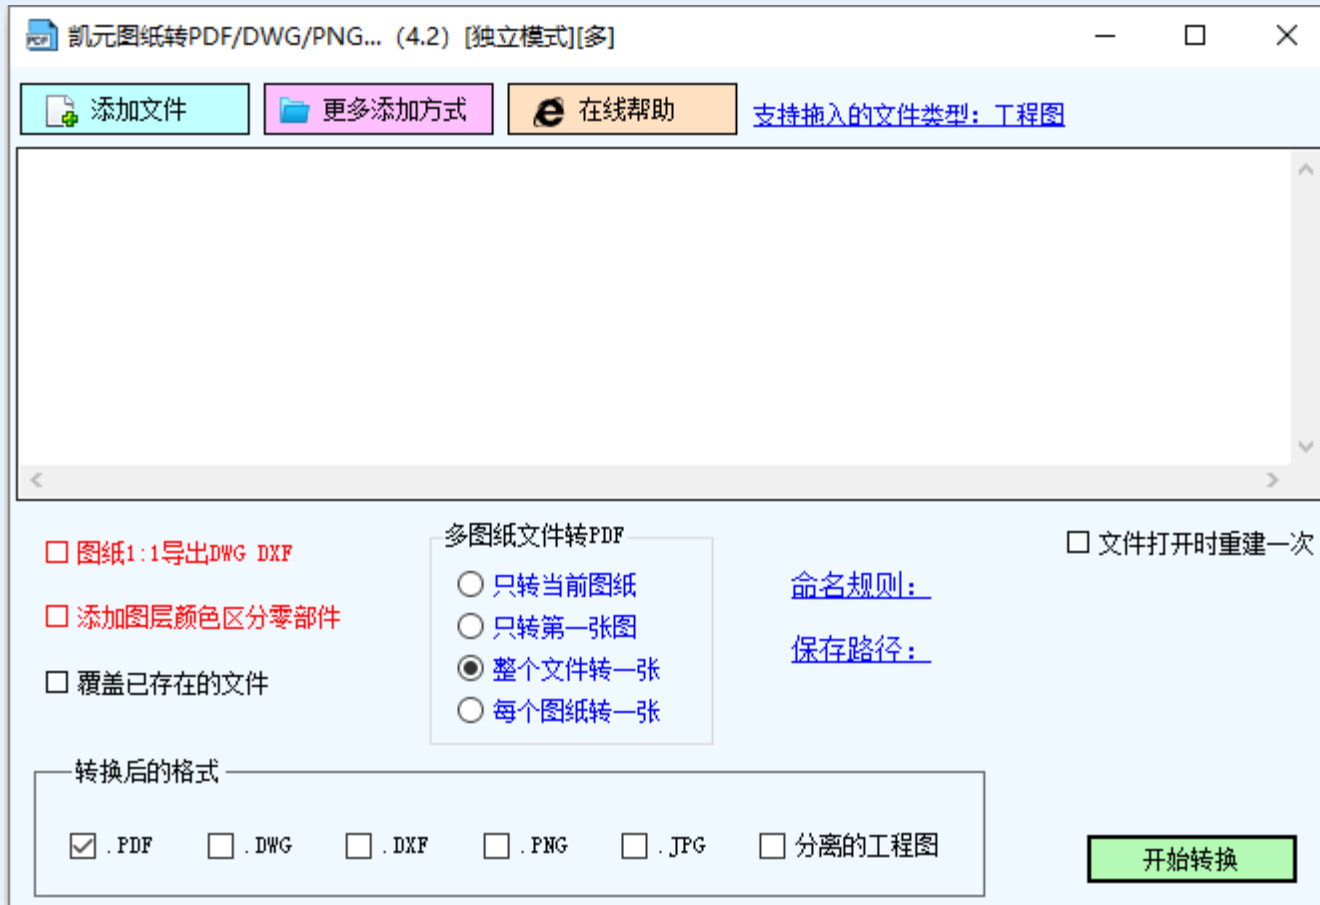 凯元图纸转PDF/DWG/PNG... (4.2) [独立模式][多]
添加文件 更多添加方式 在线帮助 支持拖入的文件类型：工程图
图纸1:1导出DWG DXF
添加图层颜色区分零部件
覆盖已存在的文件
多图纸文件转PDF
只转当前图纸
只转第一张图
整个文件转一张
每个图纸转一张
命名规则：
保存路径：
文件打开时重建一次
转换后的格式
.PDF .DWG .DXF .PNG .JPG 分离的工程图
开始转换